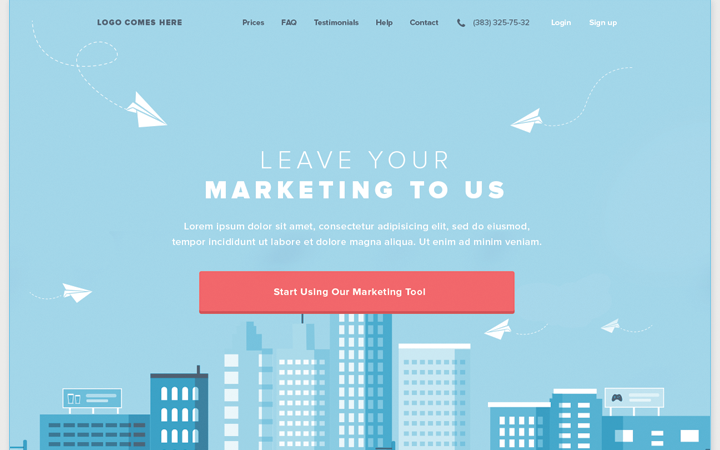 LOGO COMES HERE Prices FAQ Testimonials Help Contact (383) 325-75-32 Login Sign up
LEAVE YOUR
MARKETING TO US
Lorem ipsum dolor sit amet, consectetur adipisicing elit, sed do eiusmod,
tempor incididunt ut labore et dolore magna aliqua. Ut enim ad minim veniam.
Start Using Our Marketing Tool